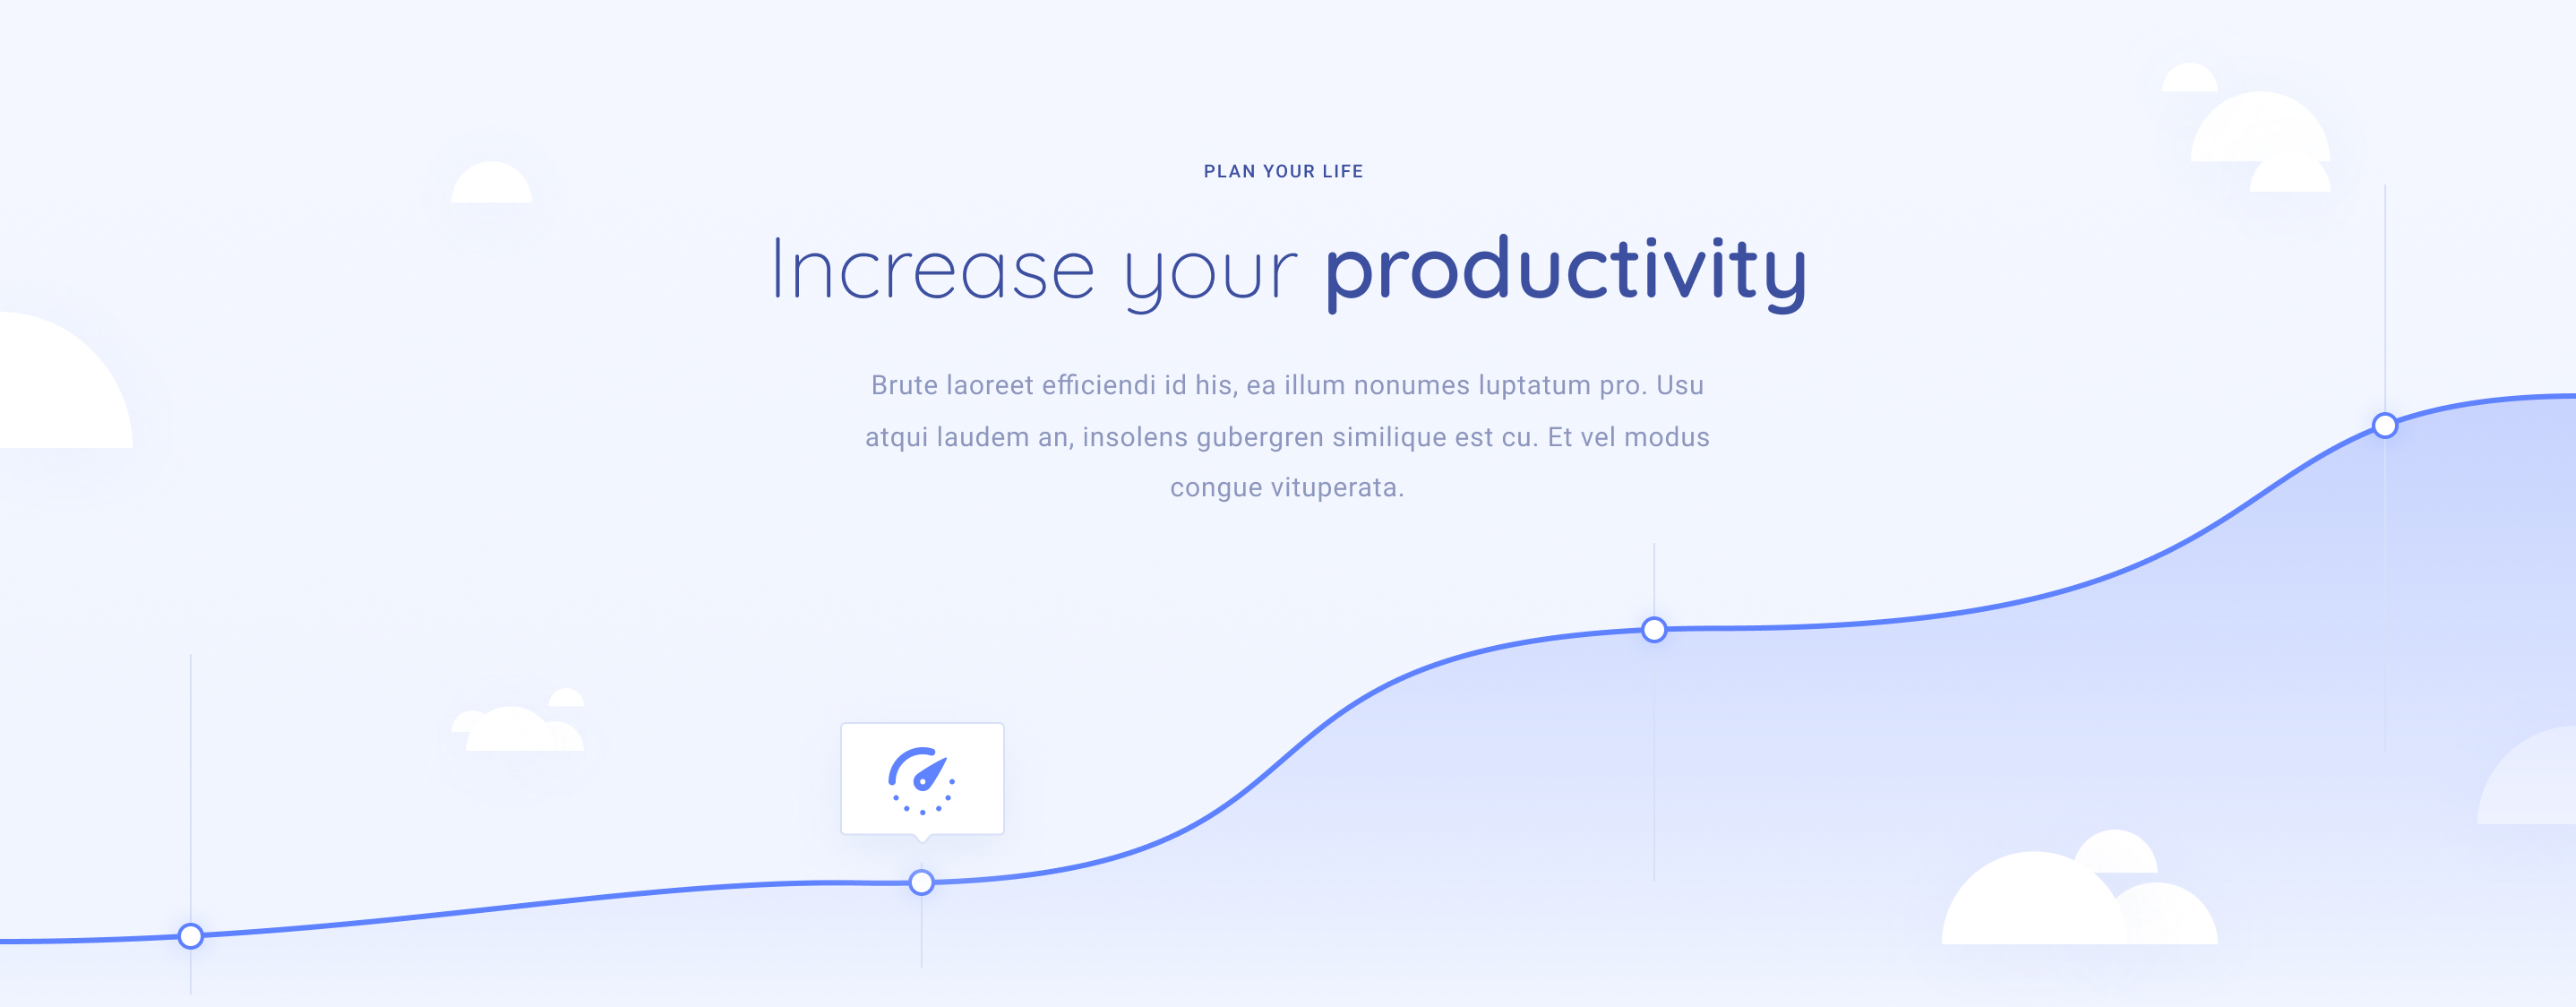 PLAN YOUR LIFE
Increase your productivity
Brute laoreet efficiendi id his, ea illum nonumes luptatum pro. Usu
atqui laudem an, insolens gubergren similique est cu. Et vel modus
congue vituperata.